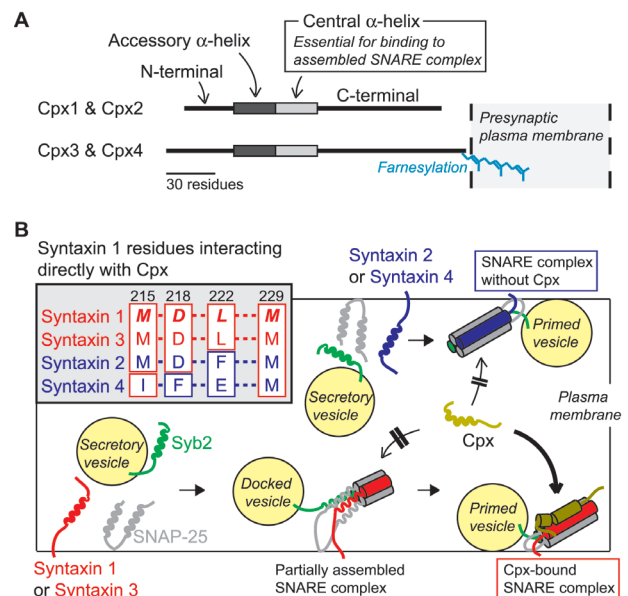 A
Central α-helix
Accessory α-helix
Essential for binding to
assembled SNARE complex
N-terminal
C-terminal
Cpx1 & Cpx2
Presynaptic
plasma membrane
Cpx3 & Cpx4
Farnesylation
30 residues
B
Syntaxin 1 residues interacting
directly with Cpx
215 218 222 229
Syntaxin 1 M D L M
Syntaxin 3 M D L M
Syntaxin 2 M D F M
Syntaxin 4 I F E M
Syntaxin 2
or Syntaxin 4
SNARE complex
without Cpx
Primed
vesicle
Secretory
vesicle
Plasma
membrane
Cpx
Secretory
vesicle
Syb2
SNAP-25
Docked
vesicle
Primed
vesicle
Syntaxin 1
or Syntaxin 3
Partially assembled
SNARE complex
Cpx-bound
SNARE complex